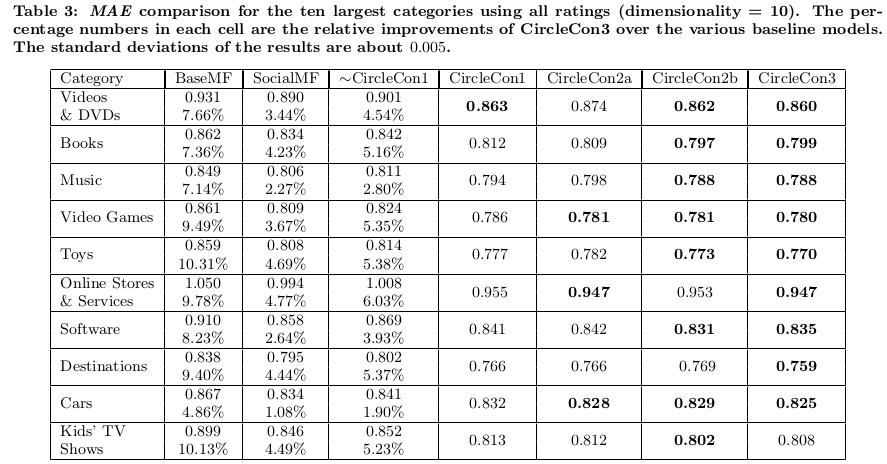 Table 3: MAE comparison for the ten largest categories using all ratings (dimensionality = 10). The per-
centage numbers in each cell are the relative improvements of CircleCon3 over the various baseline models.
The standard deviations of the results are about 0.005.
Category BaseMF SocialMF ∼CircleCon1 CircleCon1 CircleCon2a CircleCon2b CircleCon3
Videos 0.931 0.890 0.901
& DVDs 7.66% 3.44% 4.54% 0.863 0.874 0.862 0.860
0.862 0.834 0.842
Books 7.36% 4.23% 5.16% 0.812 0.809 0.797 0.799
0.849 0.806 0.811
Music 7.14% 2.27% 2.80% 0.794 0.798 0.788 0.788
0.861 0.809 0.824
Video Games 9.49% 3.67% 5.35% 0.786 0.781 0.781 0.780
0.859 0.808 0.814
Toys 10.31% 4.69% 5.38% 0.777 0.782 0.773 0.770
Online Stores 1.050 0.994 1.008
& Services 9.78% 4.77% 6.03% 0.955 0.947 0.953 0.947
0.910 0.858 0.869
Software 8.23% 2.64% 3.93% 0.841 0.842 0.831 0.835
0.838 0.795 0.802
Destinations 9.40% 4.44% 5.37% 0.766 0.766 0.769 0.759
0.867 0.834 0.841
Cars 4.86% 1.08% 1.90% 0.832 0.828 0.829 0.825
Kids' TV 0.899 0.846 0.852
Shows 10.13% 4.49% 5.23% 0.813 0.812 0.802 0.808